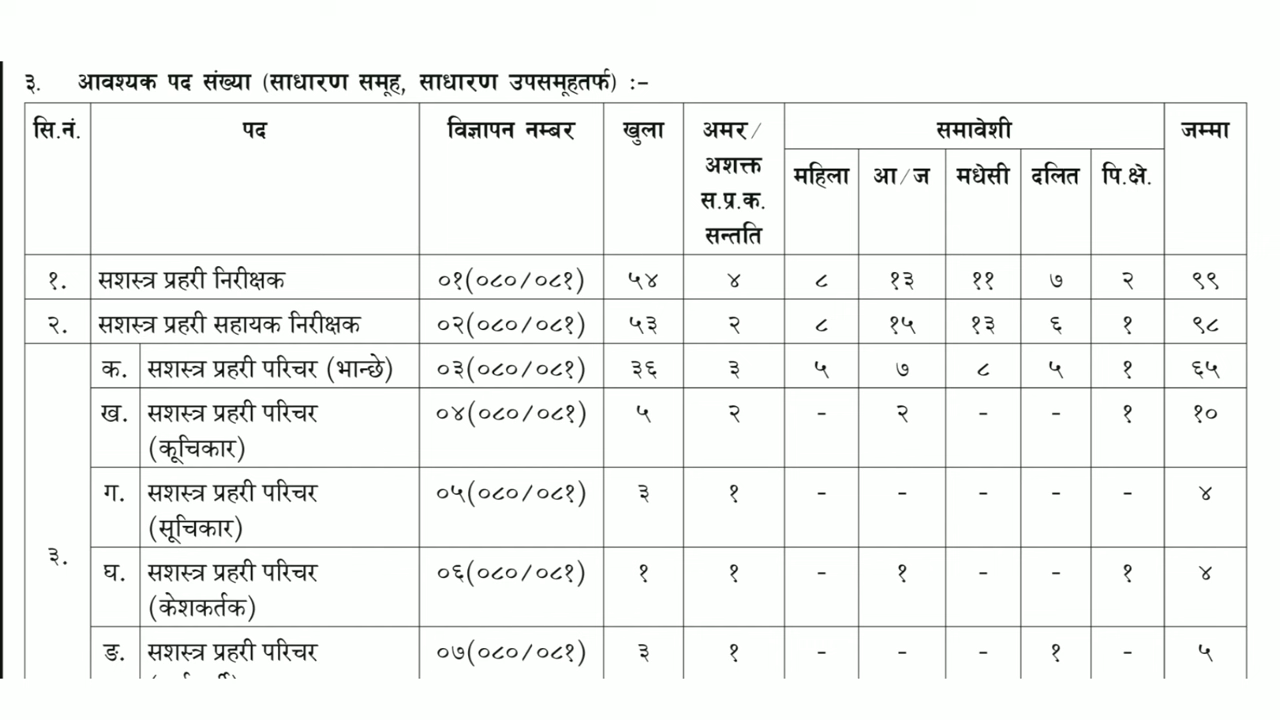 ३. आवश्यक पद संख्या (साधारण समूह, साधारण उपसमूहतर्फ) :-
सि.नं. पद विज्ञापन नम्बर खुला अमर/ अशक्त स.प्र.क. सन्तति समावेशी जम्मा
महिला आ/ज मधेसी दलित पि.क्षे.
१. सशस्त्र प्रहरी निरीक्षक ०१(०८०/०८१) ५४ ४ ८ १३ ११ ७ २ ९९
२. सशस्त्र प्रहरी सहायक निरीक्षक ०२(०८०/०८१) ५३ २ ८ १५ १३ ६ १ ९८
३.
क. सशस्त्र प्रहरी परिचर (भान्छे) ०३(०८०/०८१) ३६ ३ ५ ७ ८ ५ १ ६५
ख. सशस्त्र प्रहरी परिचर ०४(०८०/०८१) ५ २ - २ - - १ १०
(कूचिकार)
ग. सशस्त्र प्रहरी परिचर ०५(०८०/०८१) ३ १ - - - - - ४
(सूचिकार)
घ. सशस्त्र प्रहरी परिचर ०६(०८०/०८१) १ १ - १ - - १ ४
(केशकर्तक)
ङ. सशस्त्र प्रहरी परिचर ०७(०८०/०८१) ३ १ - - - १ - ५